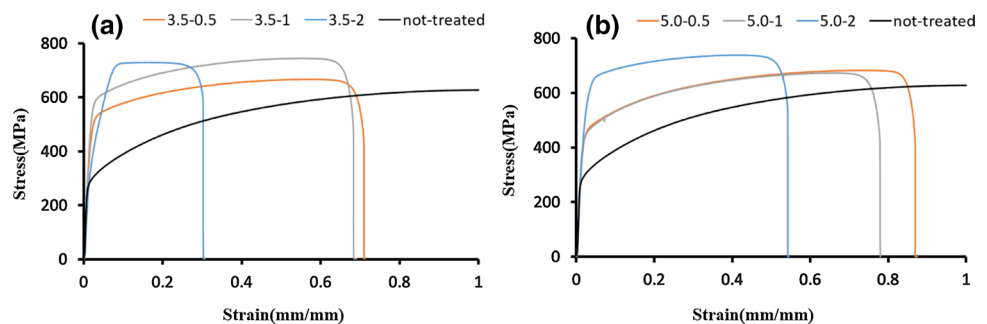 (a)
3.5-0.5 3.5-1 3.5-2 not-treated
Stress(MPa)
800
600
400
200
0
0 0.2 0.4 0.6 0.8 1
Strain(mm/mm)
(b)
5.0-0.5 5.0-1 5.0-2 not-treated
Stress(MPa)
800
600
400
200
0
0 0.2 0.4 0.6 0.8 1
Strain(mm/mm)